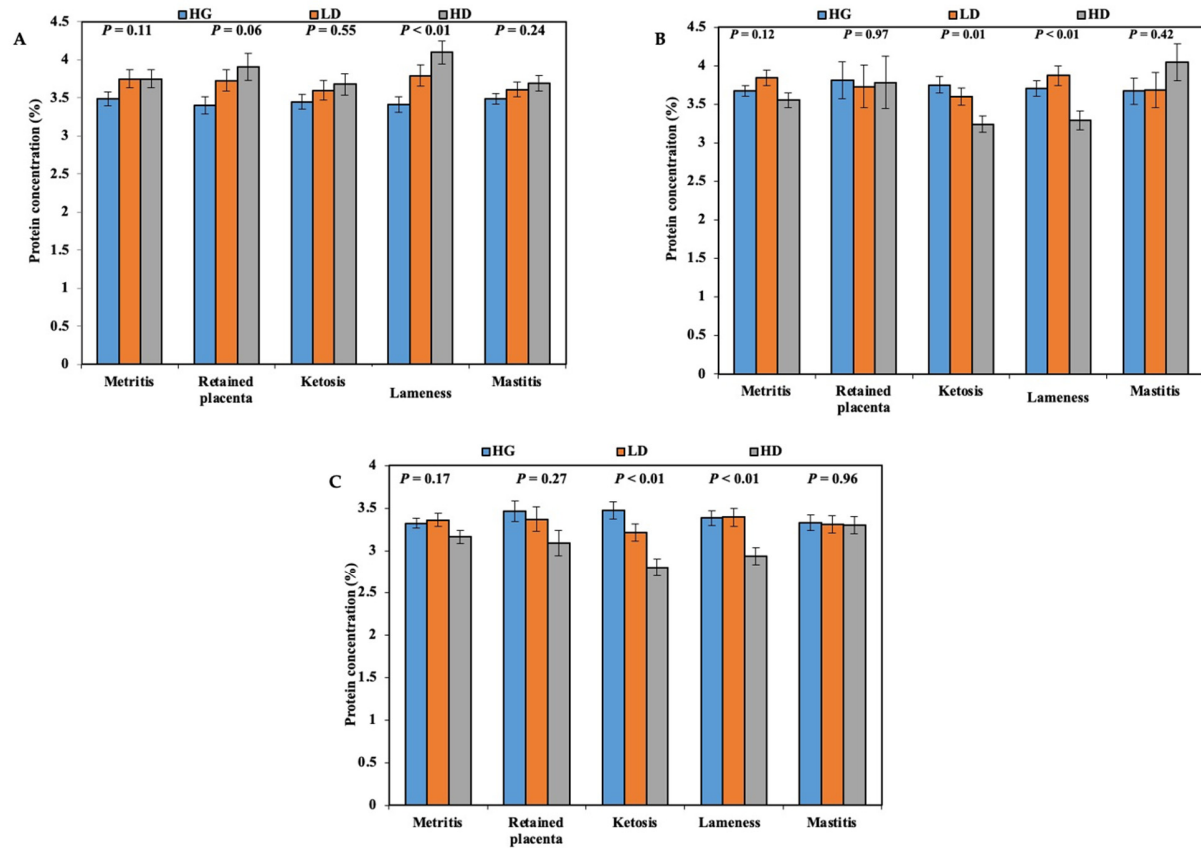 A
HG LD HD
P = 0.11 P = 0.06 P = 0.55 P < 0.01 P = 0.24
Protein concentration (%)
4.5
4
3.5
3
2.5
2
1.5
1
0.5
0
Metritis Retained placenta Ketosis Lameness Mastitis
B
HG LD HD
P = 0.12 P = 0.97 P = 0.01 P < 0.01 P = 0.42
Protein concentraiton (%)
4.5
4
3.5
3
2.5
2
1.5
1
0.5
0
Metritis Retained placenta Ketosis Lameness Mastitis
C
HG LD HD
P = 0.17 P = 0.27 P < 0.01 P < 0.01 P = 0.96
Protein concentration (%)
4
3.5
3
2.5
2
1.5
1
0.5
0
Metritis Retained placenta Ketosis Lameness Mastitis